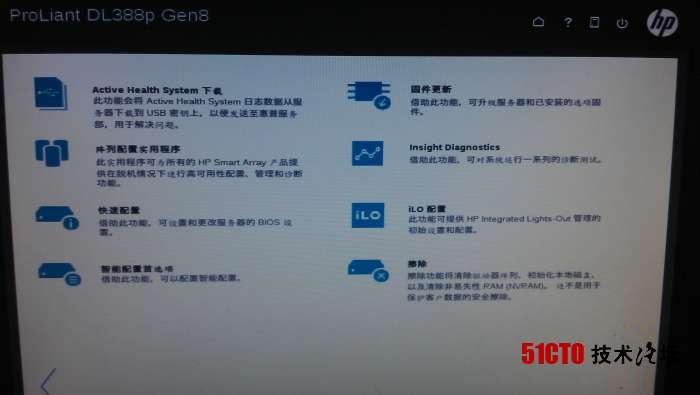 ProLiant DL388p Gen8
hp
Active Health System 下载
此功能会将 Active Health System 日志数据从服
务器下载到 USB 密钥上，以便发送至惠普服务
部，用于解决问题。
阵列配置实用程序
此实用程序可为所有的 HP Smart Array 产品提
供在脱机情况下进行高可用性配置、管理和诊断
功能。
快速配置
借助此功能，可设置和更改服务器的 BIOS 设
置。
智能配置首选项
借助此功能，可以配置智能配置。
固件更新
借助此功能，可升级服务器和已安装的选项固
件。
Insight Diagnostics
借助此功能，可对系统运行一系列的诊断测试。
iLO
iLO 配置
此功能可提供 HP Integrated Lights-Out 管理的
初始设置和配置。
擦除
擦除功能将清除驱动器阵列、初始化本地磁盘，
以及清除非易失性 RAM (NVRAM)。 这不是用于
保护客户数据的安全擦除。
51CTO 技术论坛